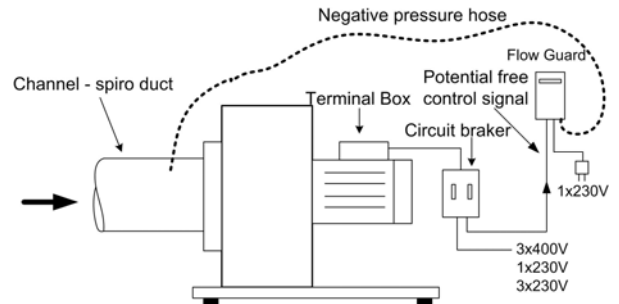 Negative pressure hose
Flow Guard
Channel - spiro duct
Potential free
control signal
Terminal Box
Circuit braker
1x230V
3x400V
1x230V
3x230V